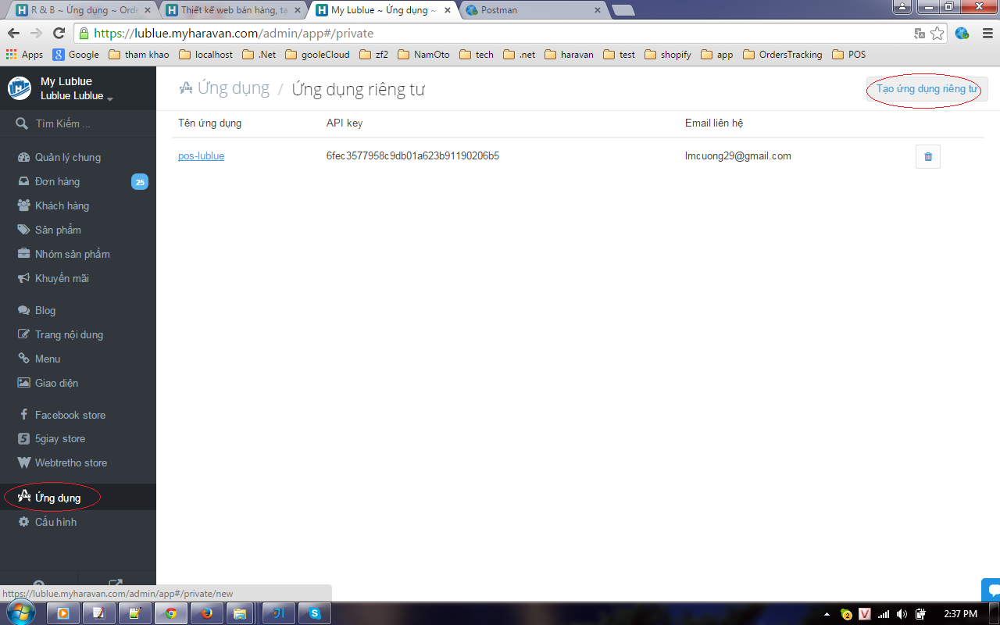 R & B ~ Ứng dụng ~ Ord
Thiết kế web bán hàng, tạ
My Lublue ~ Ứng dụng ~
Postman
https://lublue.myharavan.com/admin/app#/private
Apps Google tham khao localhost .Net gooleCloud zf2 NamOto tech .net haravan test shopify app OrdersTracking POS
My Lublue
Lublue Lublue
Tìm Kiếm ...
Quản lý chung
Đơn hàng 25
Khách hàng
Sản phẩm
Nhóm sản phẩm
Khuyến mãi
Blog
Trang nội dung
Menu
Giao diện
Facebook store
5giay store
Webtretho store
Ứng dụng
Cấu hình
Ứng dụng / Ứng dụng riêng tư
Tạo ứng dụng riêng tư
Tên ứng dụng API key Email liên hệ
pos-lublue 6fec3577958c9db01a623b91190206b5 lmcuong29@gmail.com
https://lublue.myharavan.com/admin/app#/private/new
2:37 PM